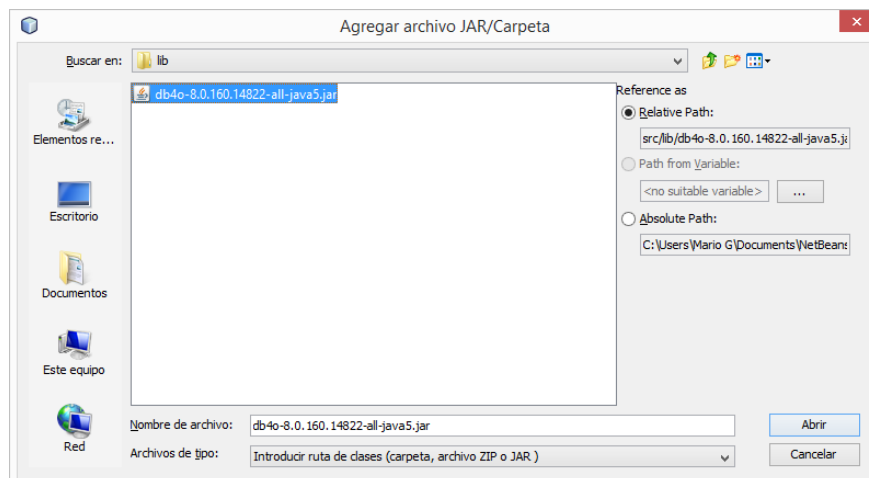 Agregar archivo JAR/Carpeta
Buscar en: lib
db4o-8.0.160.14822-all-java5.jar
Reference as
Relative Path:
src/lib/db4o-8.0.160.14822-all-java5.ja
Path from Variable:
<no suitable variable> ...
Absolute Path:
C:\Users\Mario G\Documents\NetBeans
Elementos re...
Escritorio
Documentos
Este equipo
Red
Nombre de archivo: db4o-8.0.160.14822-all-java5.jar Abrir
Archivos de tipo: Introducir ruta de clases (carpeta, archivo ZIP o JAR ) Cancelar